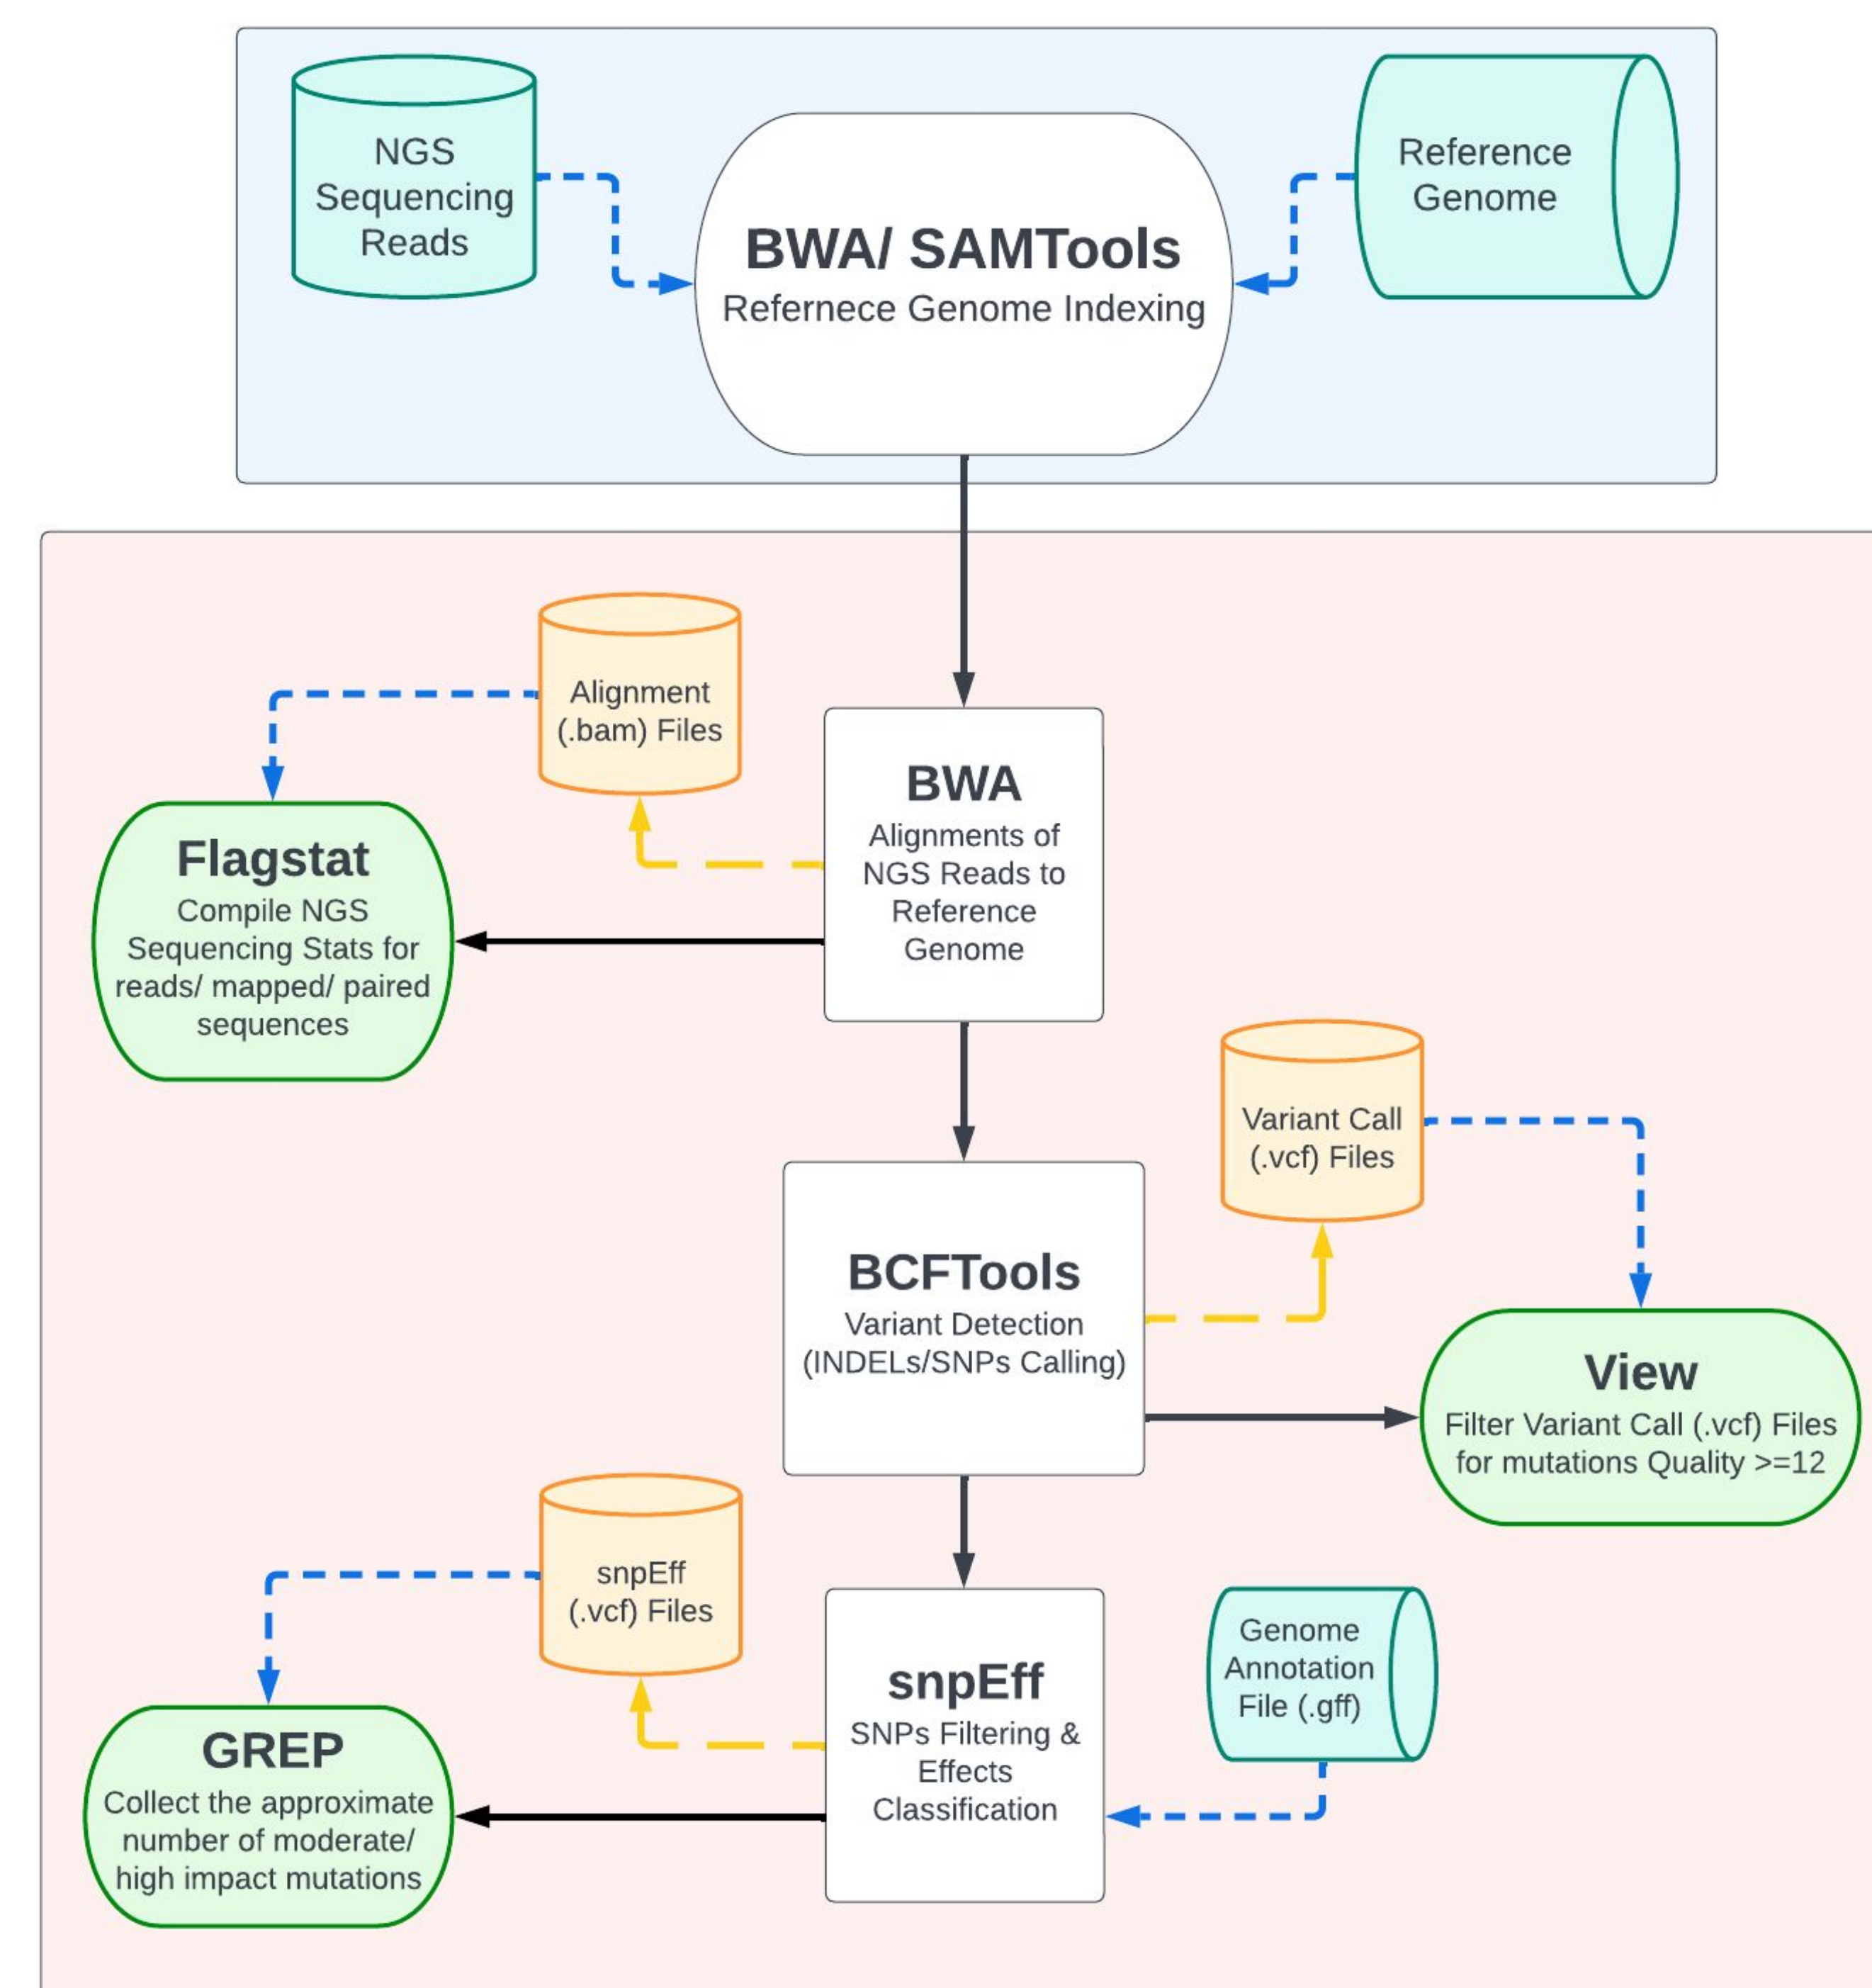 NGS
Sequencing
Reads
BWA/ SAMTools
Refernece Genome Indexing
Reference
Genome
Alignment
(.bam) Files
BWA
Alignments of
NGS Reads to
Reference
Genome
Flagstat
Compile NGS
Sequencing Stats for
reads/ mapped/ paired
sequences
Variant Call
(.vcf) Files
BCFTools
Variant Detection
(INDELs/SNPs Calling)
View
Filter Variant Call (.vcf) Files
for mutations Quality >=12
snpEff
(.vcf) Files
snpEff
SNPs Filtering &
Effects
Classification
Genome
Annotation
File (.gff)
GREP
Collect the approximate
number of moderate/
high impact mutations